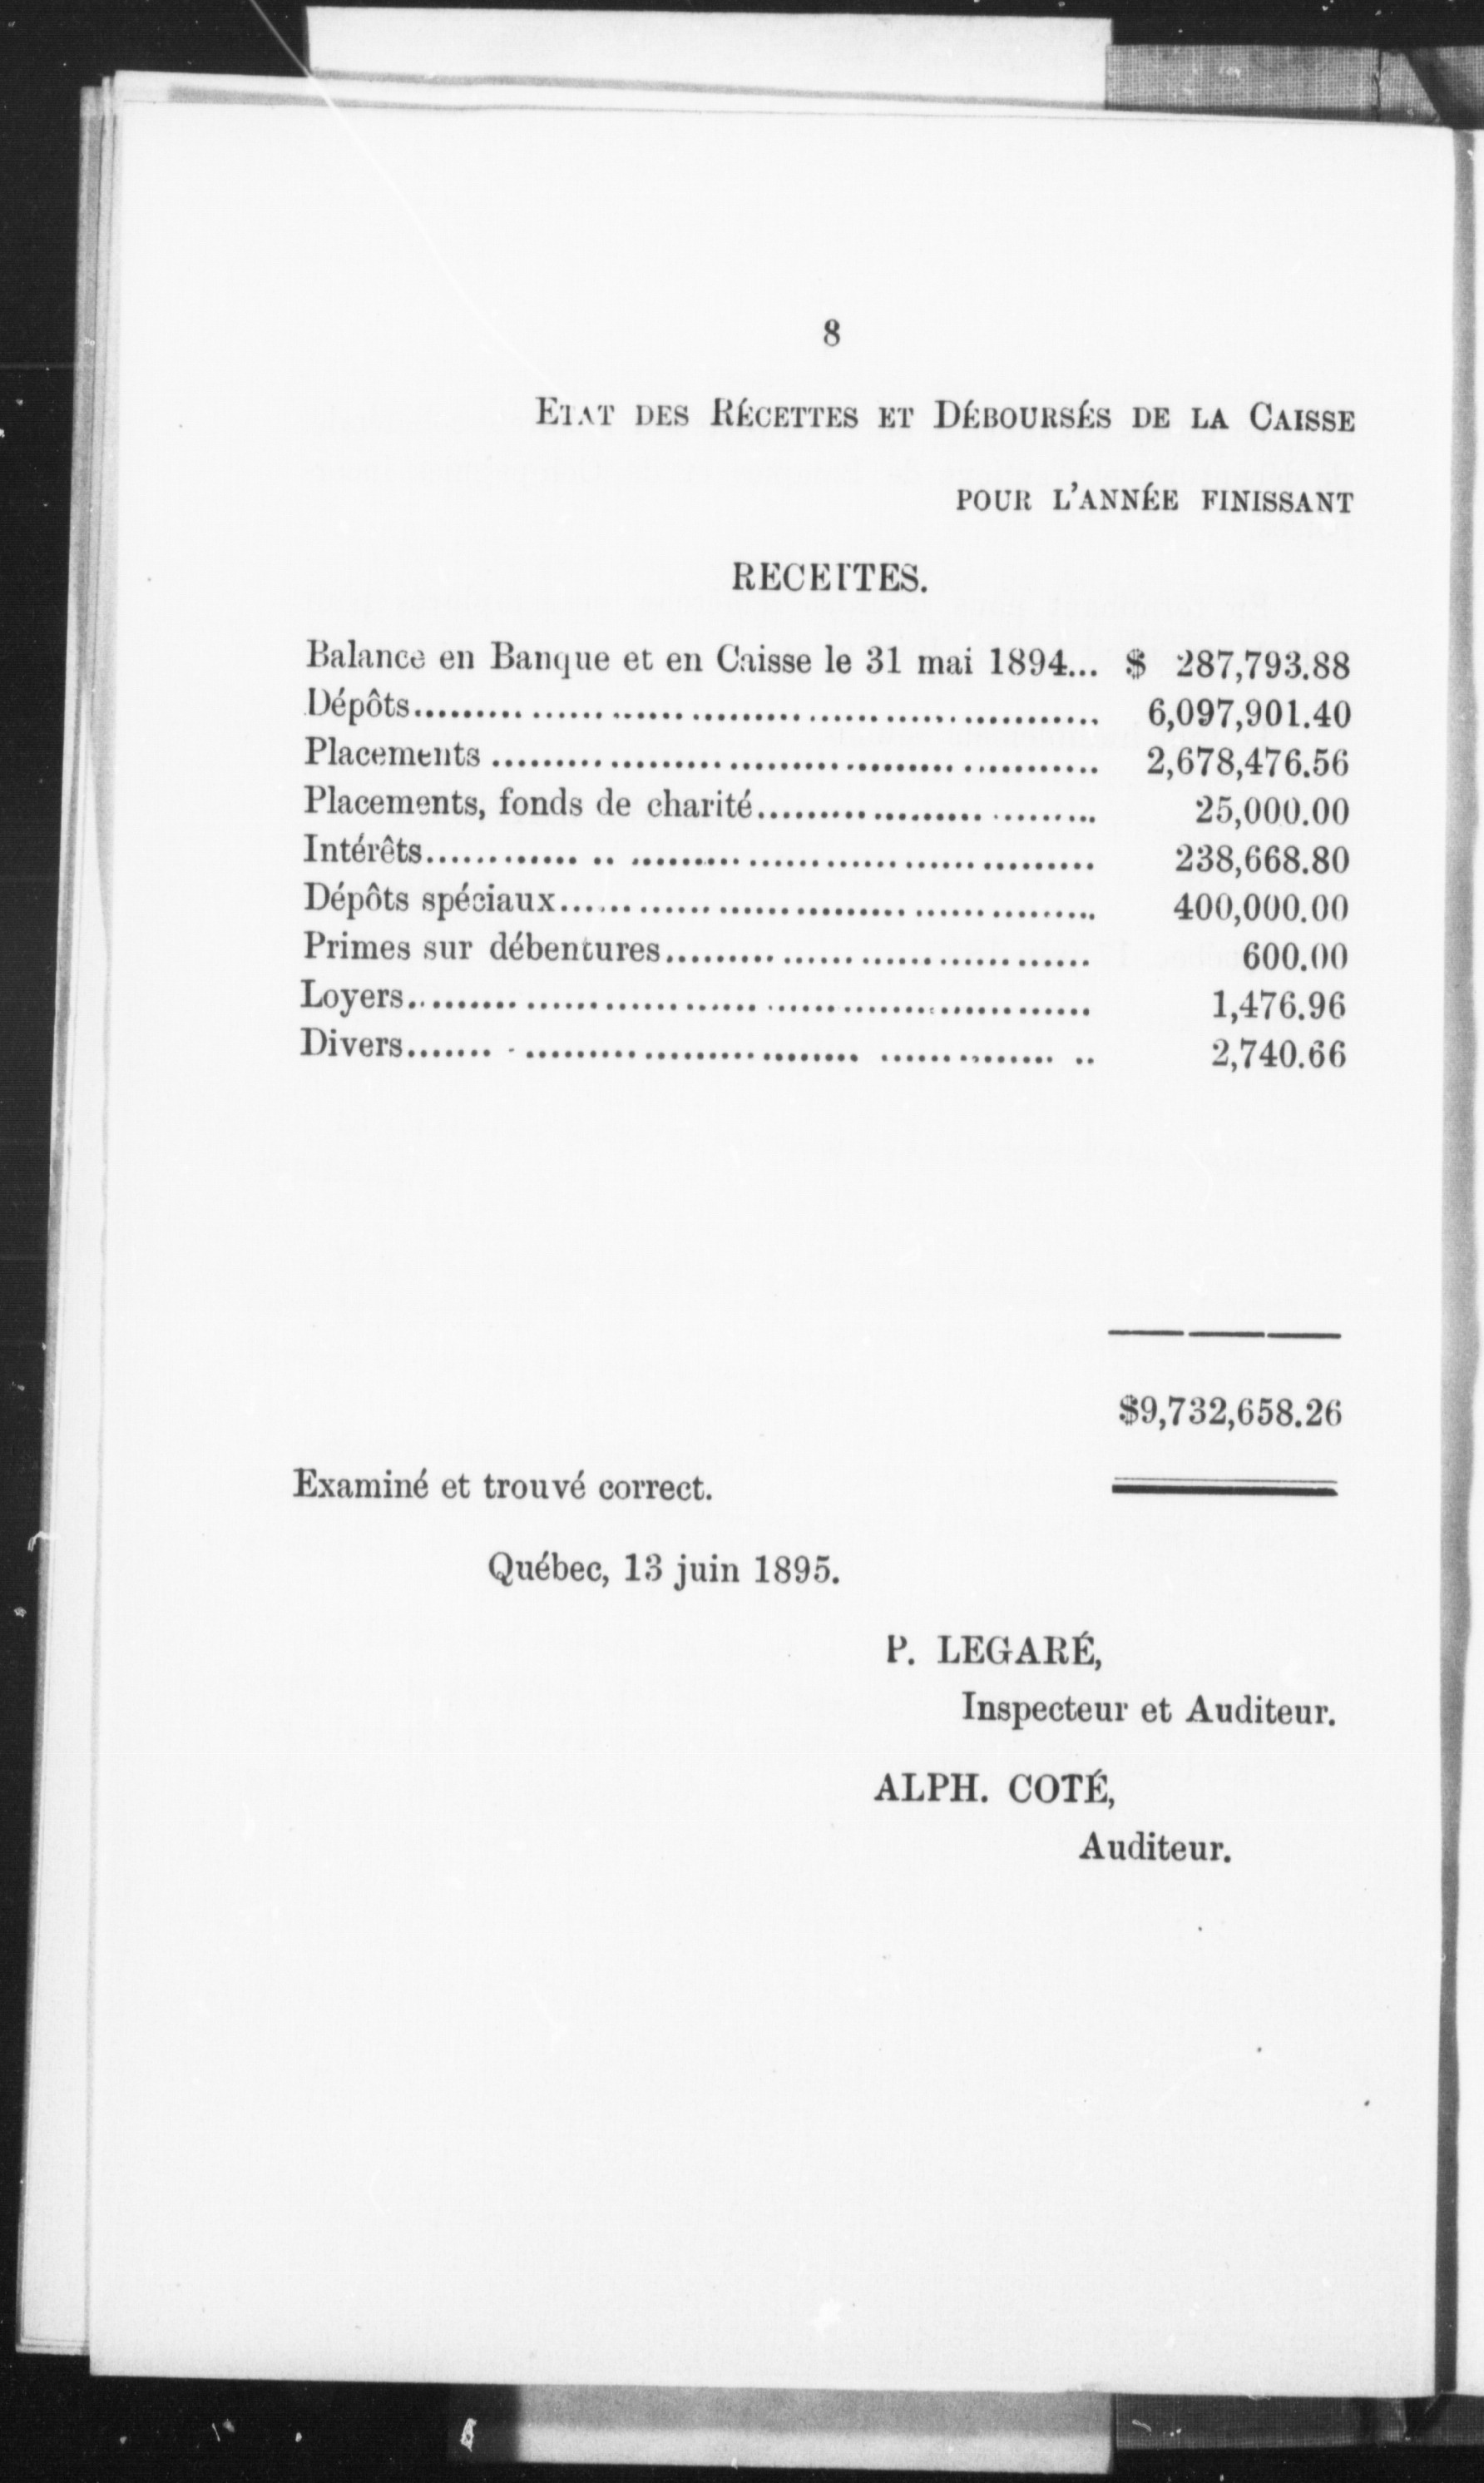 8
ETAT DES RÉCETTES ET DÉBOURSÉS DE LA CAISSE
POUR L'ANNÉE FINISSANT
RECETTES.
Balance en Banque et en Caisse le 31 mai 1894... $ 287,793.88
Dépôts.................................................. 6,097,901.40
Placements .................................................. 2,678,476.56
Placements, fonds de charité.......................... 25,000.00
Intérêts.................................................. 238,668.80
Dépôts spéciaux.......................................... 400,000.00
Primes sur débentures.................................. 600.00
Loyers.................................................. 1,476.96
Divers.................................................. 2,740.66
$9,732,658.26
Examiné et trouvé correct.
Québec, 13 juin 1895.
P. LEGARÉ,
Inspecteur et Auditeur.
ALPH. COTÉ,
Auditeur.